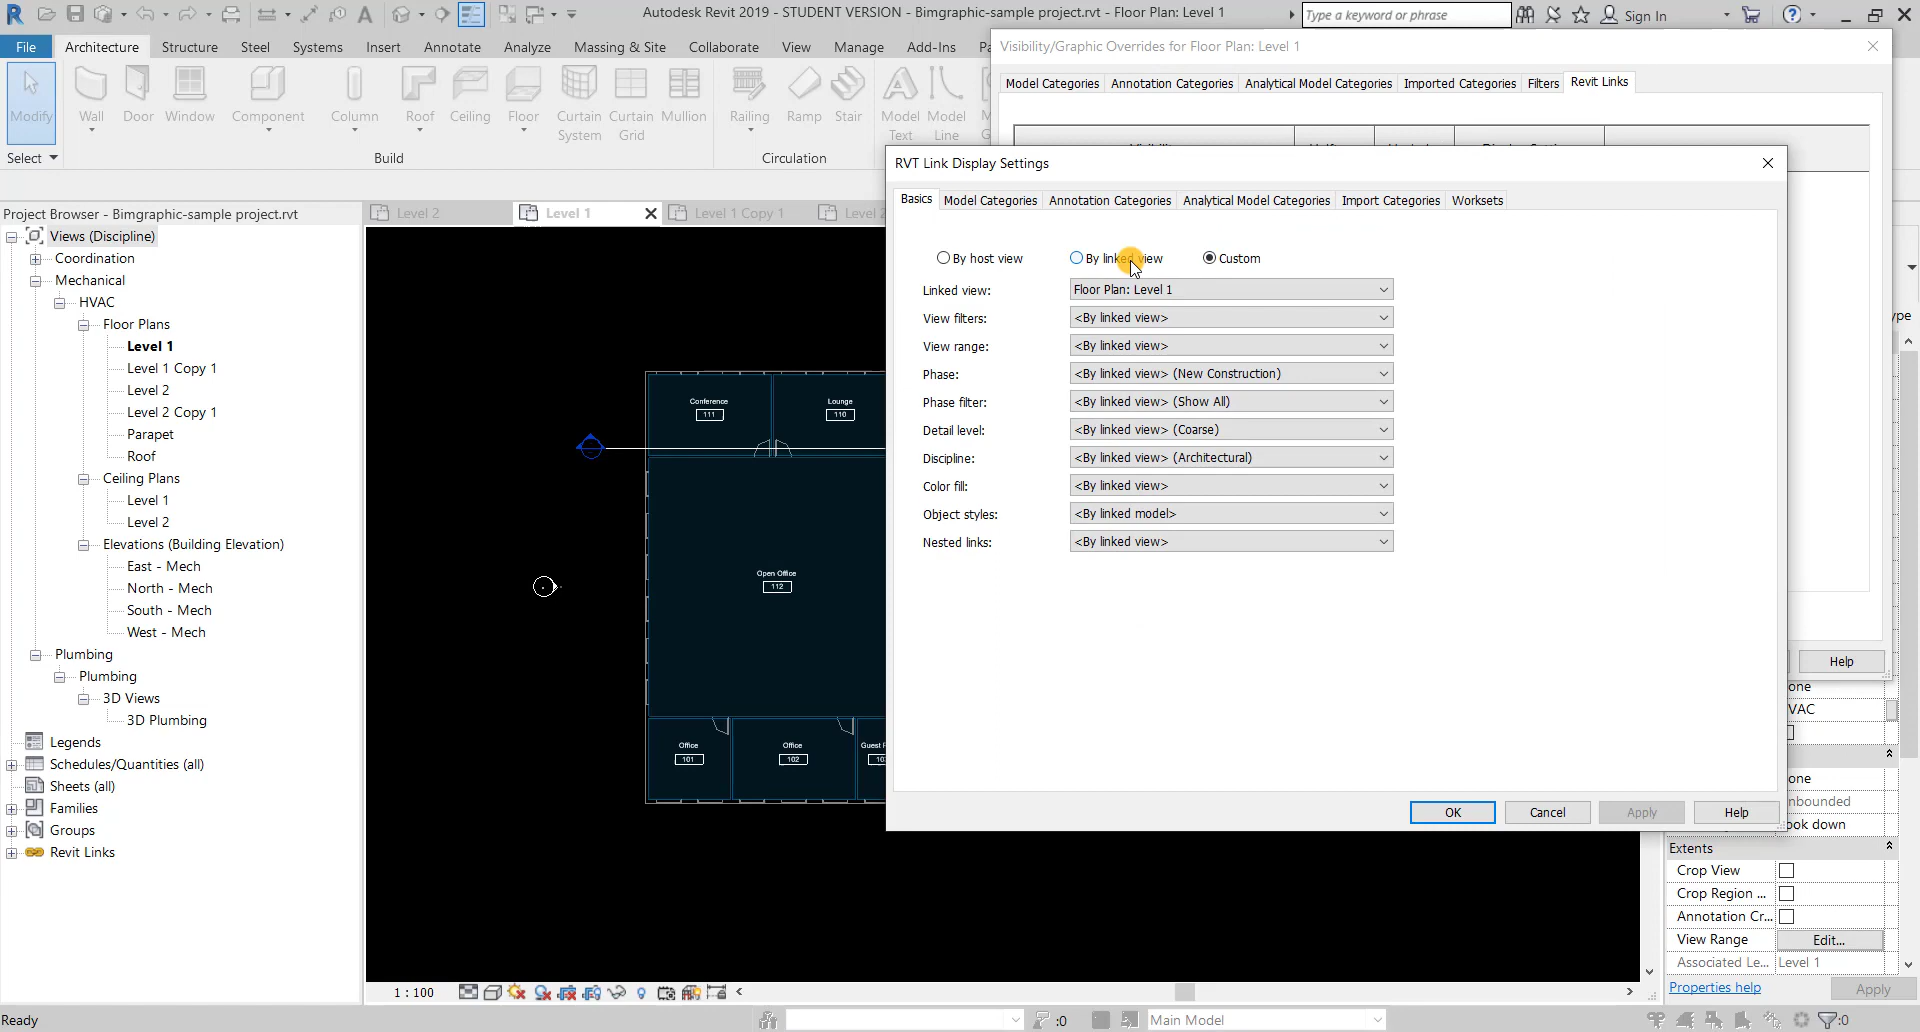 Autodesk Revit 2019 - STUDENT VERSION - Bimgraphic-sample project.rvt - Floor Plan: Level 1
Type a keyword or phrase
Sign In
File
Architecture
Structure
Steel
Systems
Insert
Annotate
Analyze
Massing & Site
Collaborate
View
Manage
Add-Ins
Modify
Wall
Door
Window
Component
Column
Roof
Ceiling
Floor
Curtain System
Curtain Grid
Mullion
Railing
Ramp
Stair
Model Text
Model Line
Select
Build
Circulation
Visibility/Graphic Overrides for Floor Plan: Level 1
Model Categories
Annotation Categories
Analytical Model Categories
Imported Categories
Filters
Revit Links
RVT Link Display Settings
Basics
Model Categories
Annotation Categories
Analytical Model Categories
Import Categories
Worksets
By host view
By linked view
Custom
Linked view: Floor Plan: Level 1
View filters: <By linked view>
View range: <By linked view>
Phase: <By linked view> (New Construction)
Phase filter: <By linked view> (Show All)
Detail level: <By linked view> (Coarse)
Discipline: <By linked view> (Architectural)
Color fill: <By linked view>
Object styles: <By linked model>
Nested links: <By linked view>
OK
Cancel
Apply
Help
Help
Project Browser - Bimgraphic-sample project.rvt
Views (Discipline)
Coordination
Mechanical
HVAC
Floor Plans
Level 1
Level 1 Copy 1
Level 2
Level 2 Copy 1
Parapet
Roof
Ceiling Plans
Level 1
Level 2
Elevations (Building Elevation)
East - Mech
North - Mech
South - Mech
West - Mech
Plumbing
Plumbing
3D Views
3D Plumbing
Legends
Schedules/Quantities (all)
Sheets (all)
Families
Groups
Revit Links
Level 2
Level 1
Level 1 Copy 1
Level 2
Conference
111
Lounge
110
Open Office
112
Office
101
Office
102
Guest
10
ype
one
VAC
one
nbounded
ook down
Extents
Crop View
Crop Region ...
Annotation Cr...
View Range Edit...
Associated Le... Level 1
Properties help
Apply
1 : 100
Ready
:0
Main Model
:0